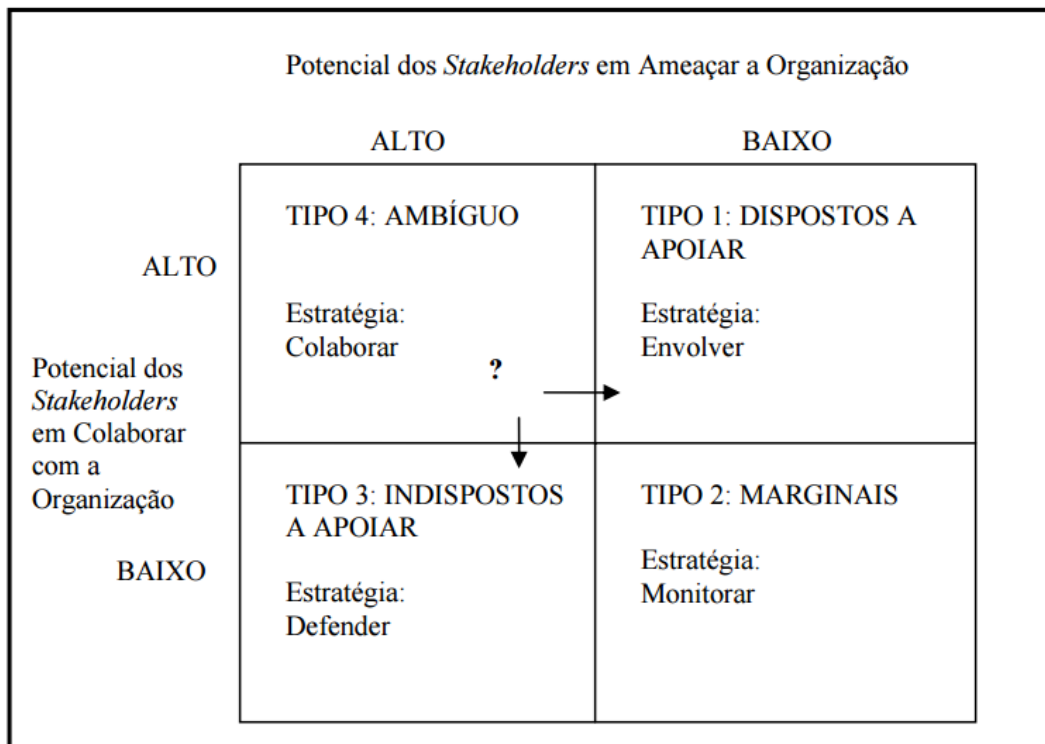 Potencial dos Stakeholders em Ameaçar a Organização
ALTO
BAIXO
ALTO
Potencial dos
Stakeholders
em Colaborar
com a
Organização
BAIXO
TIPO 4: AMBÍGUO
Estratégia:
Colaborar
?
TIPO 1: DISPOSTOS A
APOIAR
Estratégia:
Envolver
TIPO 3: INDISPOSTOS
A APOIAR
Estratégia:
Defender
TIPO 2: MARGINAIS
Estratégia:
Monitorar